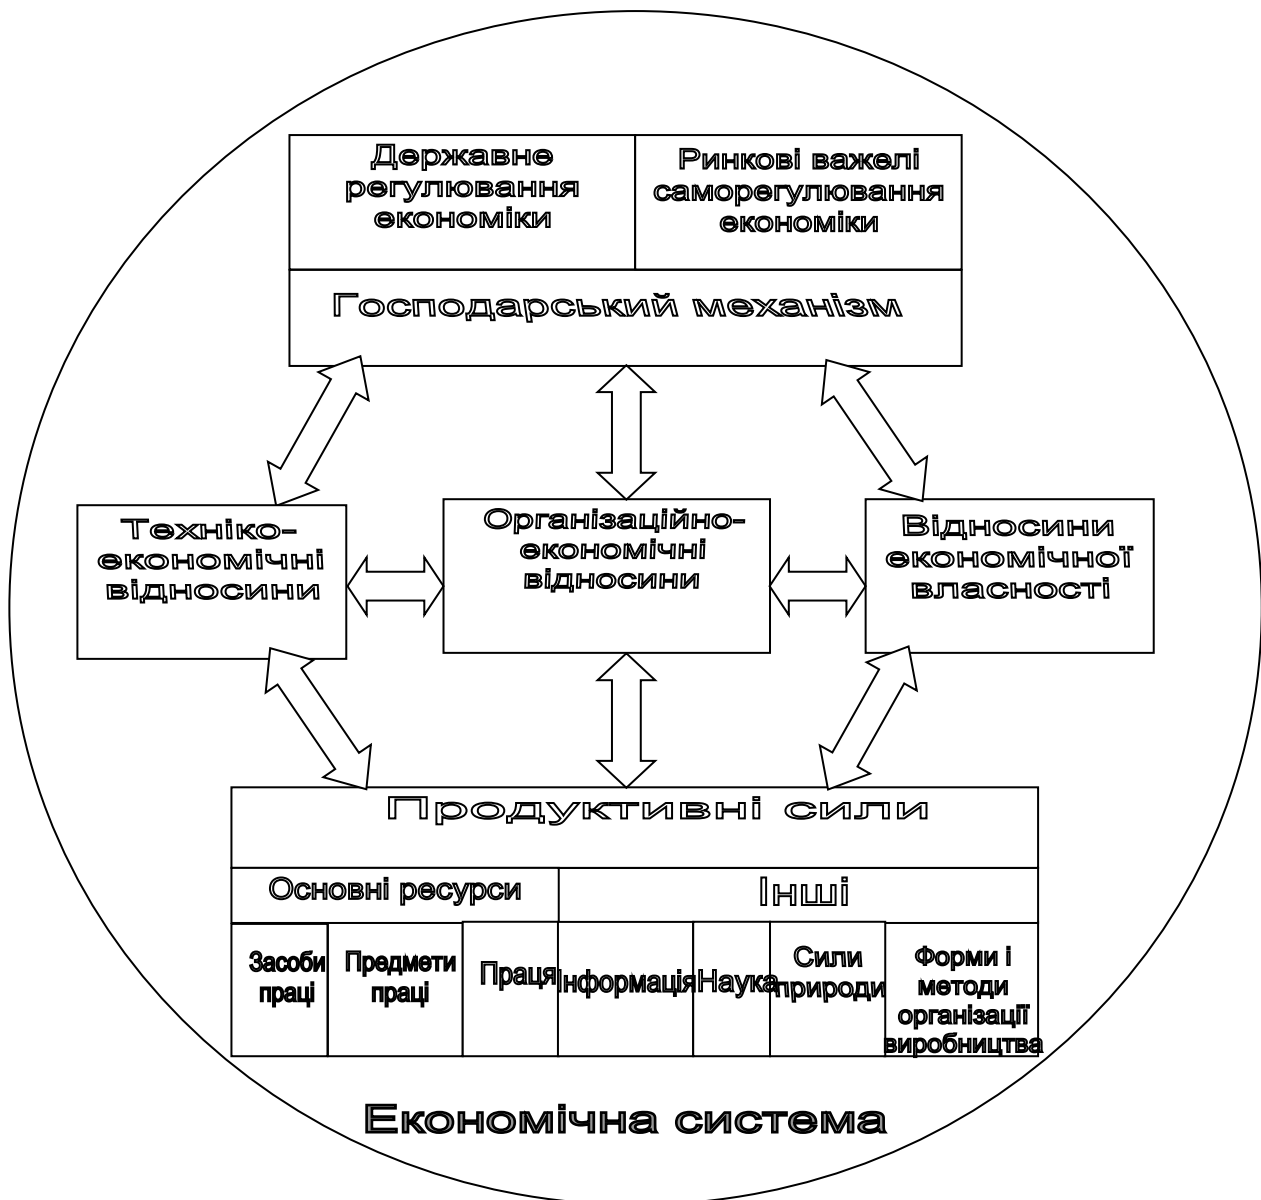 Державне
регулювання
економіки
Ринкові важелі
саморегулювання
економіки
Господарський механізм
Техніко-
економічні
відносини
Організаційно-
економічні
відносини
Відносини
економічної
власності
Продуктивні сили
Основні ресурси
Інші
Засоби
праці
Предмети
праці
Праця
Інформація
Наука
Сили
природи
Форми і
методи
організації
виробництва
Економічна система